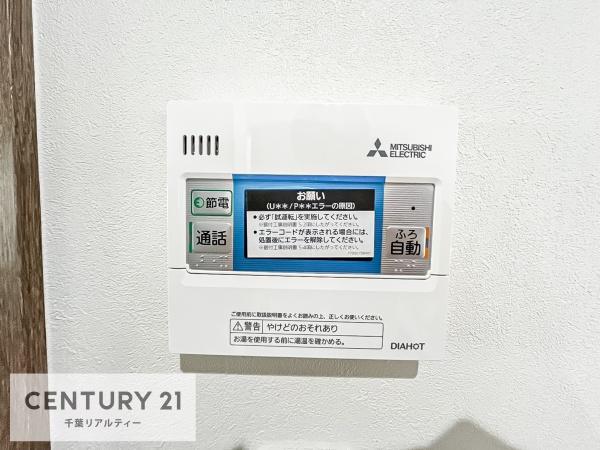 MITSUBISHI
ELECTRIC
節電
お願い
(U**/P**エラーの原因)
●必ず「試運転」を実施してください。
●エラーコードが表示される場合には、
処置後にエラーを解除してください。
通話
ふろ
自動
ご使用前に取扱説明書をよくお読みの上、正しくお使いください。
警告 やけどのおそれあり
お湯を使用する前に湯温を確かめる。
DIAHOT
CENTURY 21
千葉リアルティー